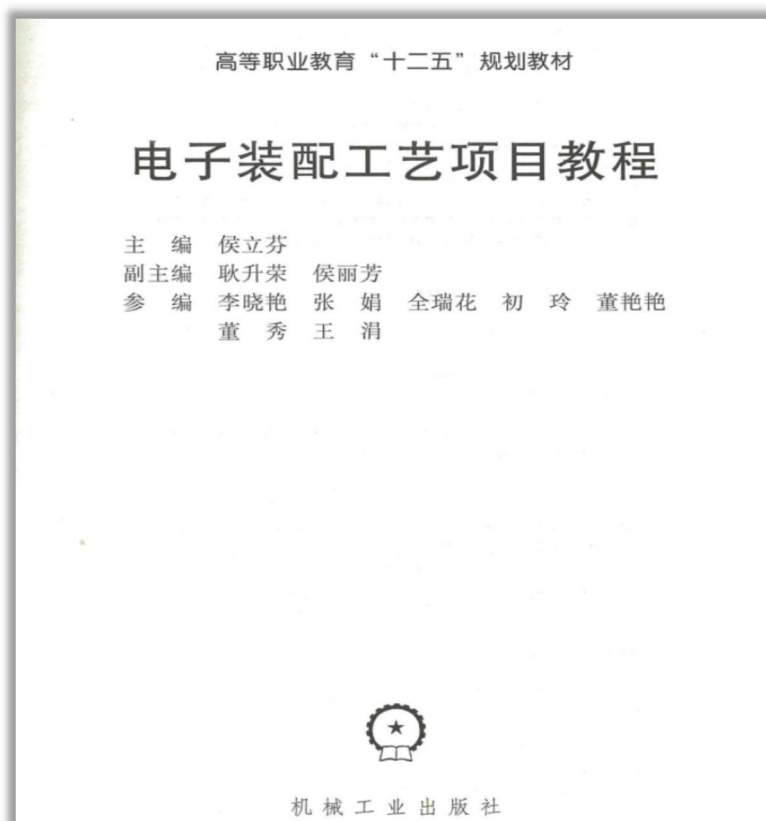 高等职业教育“十二五”规划教材
电子装配工艺项目教程
主 编 侯立芬
副主编 耿升荣 侯丽芳
参 编 李晓艳 张 娟 全瑞花 初 玲 董艳艳
董 秀 王 涓
机械工业出版社